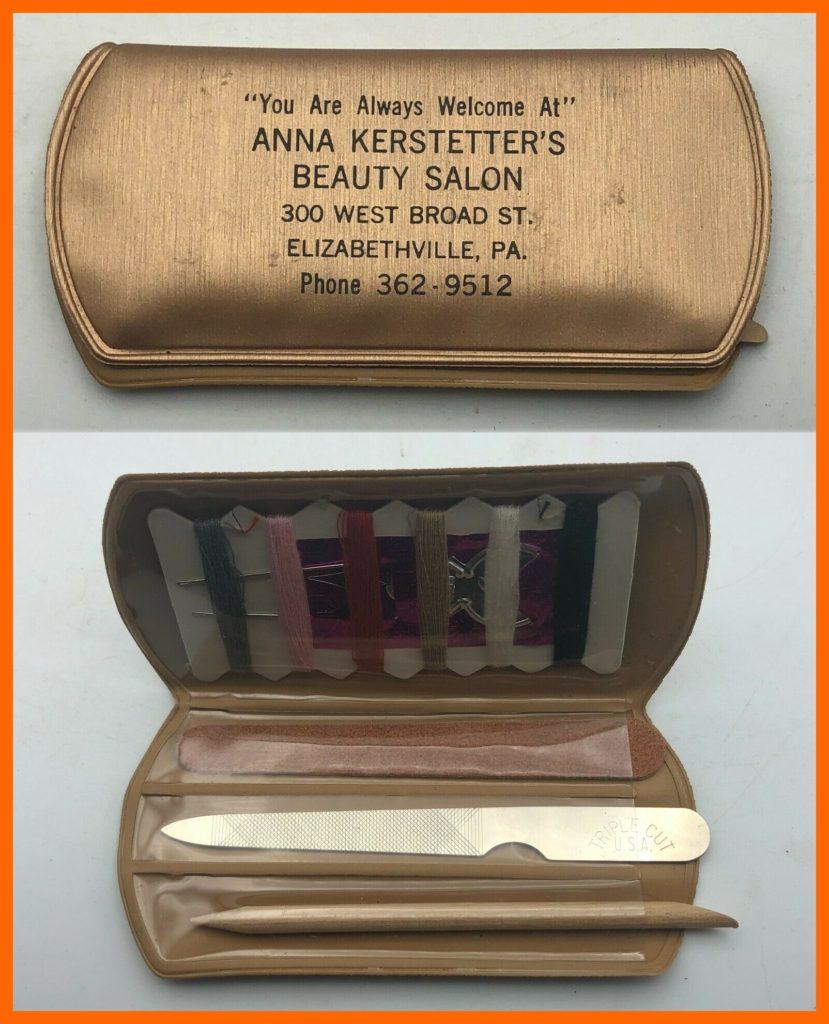 "You Are Always Welcome At"
ANNA KERSTETTER'S
BEAUTY SALON
300 WEST BROAD ST.
ELIZABETHVILLE, PA.
Phone 362-9512
TRIPLE CUT
U.S.A.